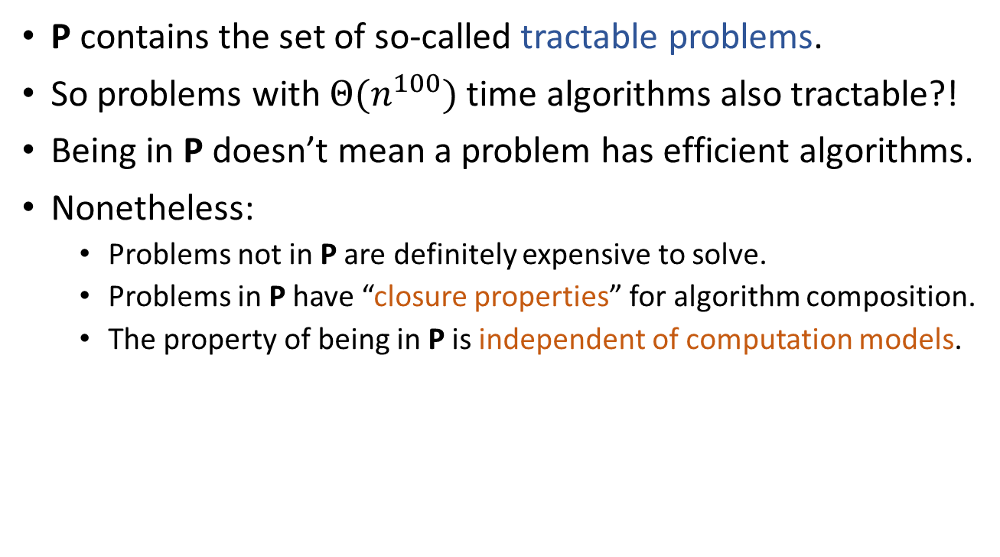 • P contains the set of so-called tractable problems.
• So problems with Θ(𝑛¹⁰⁰) time algorithms also tractable?!
• Being in P doesn’t mean a problem has efficient algorithms.
• Nonetheless:
• Problems not in P are definitely expensive to solve.
• Problems in P have “closure properties” for algorithm composition.
• The property of being in P is independent of computation models.